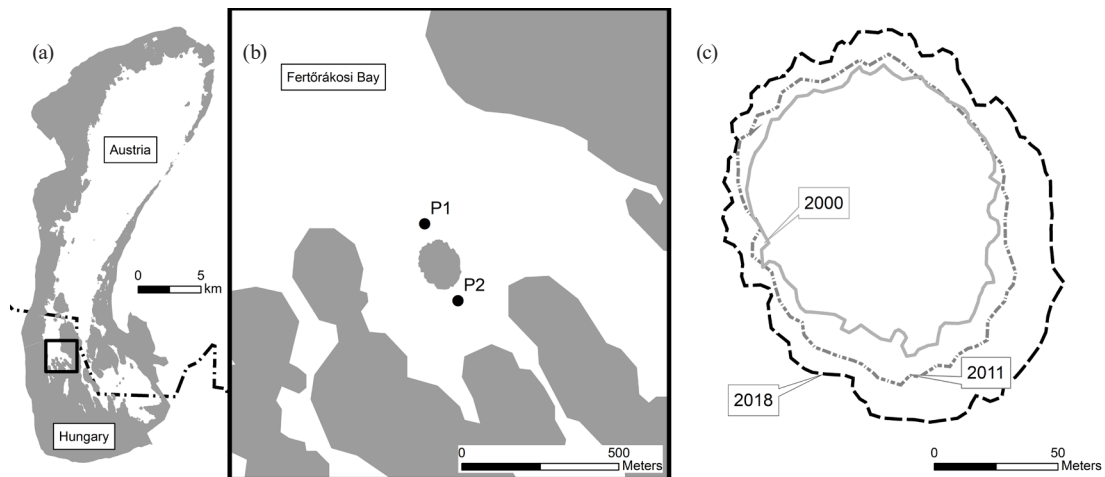 (a)
Austria
0 5
km
Hungary
(b)
Fertőrákosi Bay
P1
P2
0 500
Meters
(c)
2000
2011
2018
0 50
Meters